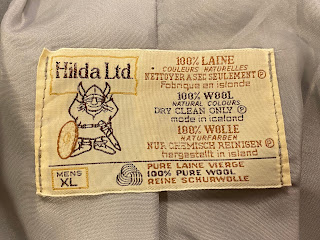 Hilda Ltd.
100% LAINE
COULEURS NATURELLES
NETTOYER A SEC SEULEMENT Ⓟ
Fabriqué en islande
100% WOOL
NATURAL COLOURS
DRY CLEAN ONLY Ⓟ
made in iceland
100% WOLLE
NATURFARBEN
NUR CHEMISCH REINIGEN Ⓟ
hergestellt in island
MENS
XL
PURE LAINE VIERGE
100% PURE WOOL
REINE SCHURWOLLE